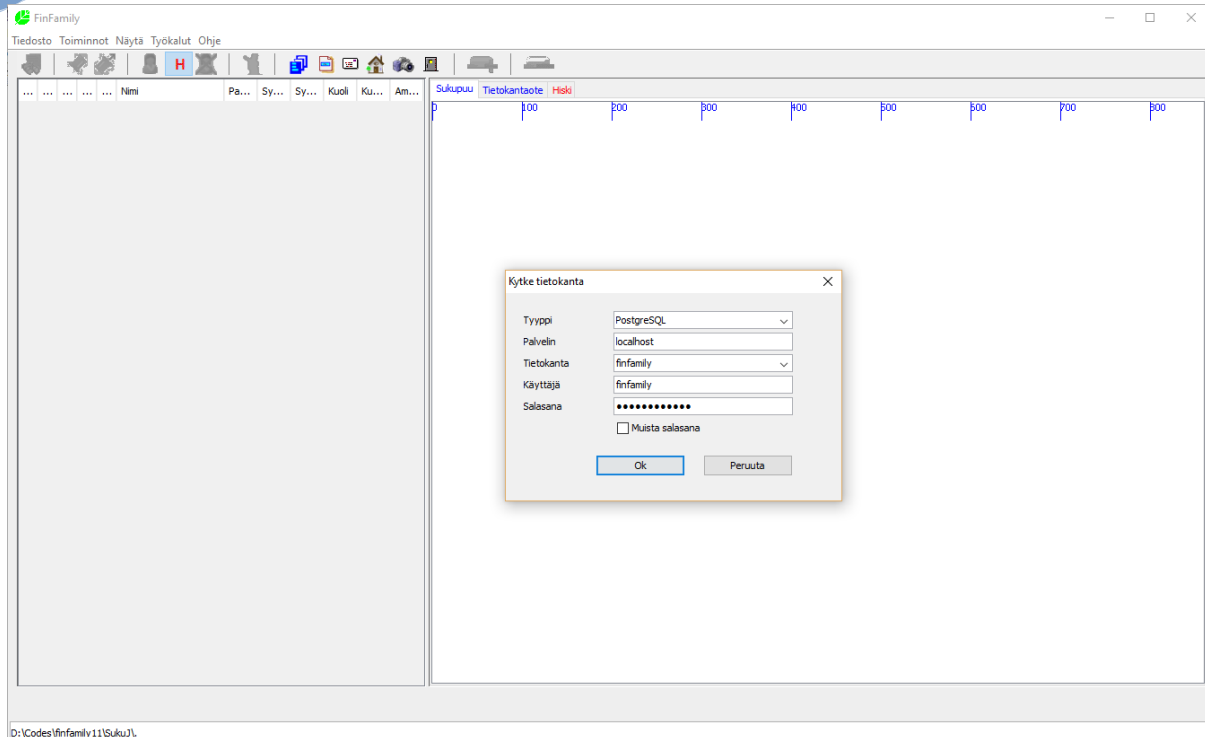 FinFamily
Tiedosto Toiminnot Näytä Työkalut Ohje
H
... ... ... ... ... Nimi Pa... Sy... Sy... Kuoli Ku... Am...
Sukupuu Tietokantaote Hiski
0 100 200 300 400 500 600 700 800
Kytke tietokanta
Tyyppi PostgreSQL
Palvelin localhost
Tietokanta finfamily
Käyttäjä finfamily
Salasana ••••••••••••
Muista salasana
Ok Peruuta
D:\Codes\finfamily11\SukuJ\.